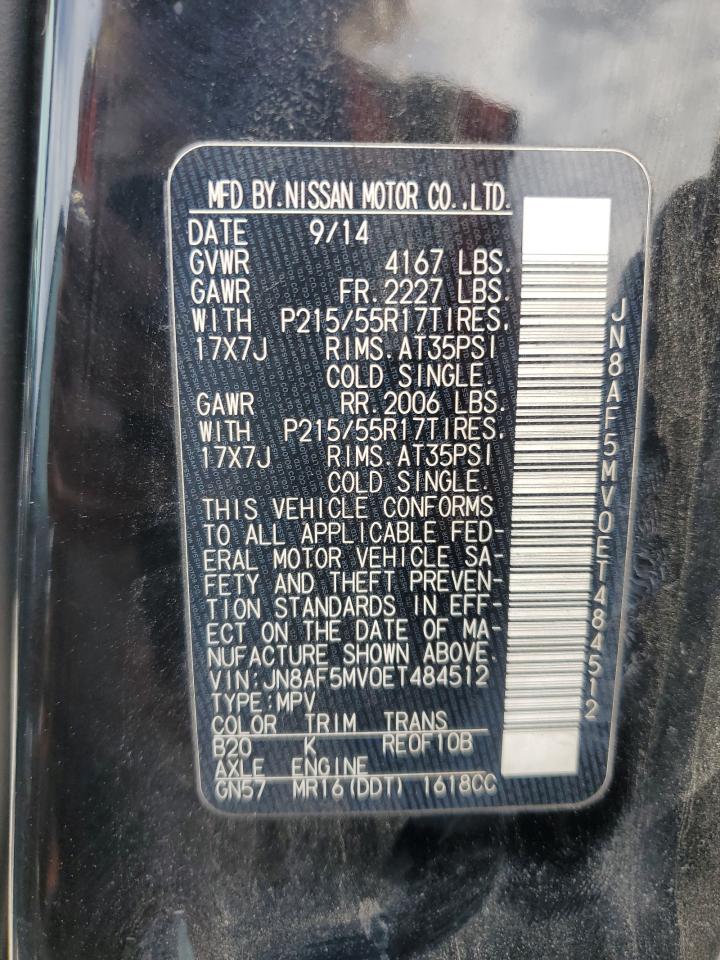 MFD BY.NISSAN MOTOR CO.,LTD.
DATE 9/14
GVWR 4167 LBS.
GAWR FR.2227 LBS.
WITH P215/55R17TIRES.
17X7J RIMS.AT35PSI
COLD SINGLE.
GAWR RR.2006 LBS.
WITH P215/55R17TIRES.
17X7J RIMS.AT35PSI
COLD SINGLE.
THIS VEHICLE CONFORMS
TO ALL APPLICABLE FED-
ERAL MOTOR VEHICLE SA-
FETY AND THEFT PREVEN-
TION STANDARDS IN EFF-
ECT ON THE DATE OF MA-
NUFACTURE SHOWN ABOVE.
VIN:JN8AF5MV0ET484512
TYPE:MPV
COLOR TRIM TRANS
B20 K RE0F10B
AXLE ENGINE
GN57 MR16(DDT) 1618CC
JN8AF5MV0ET484512